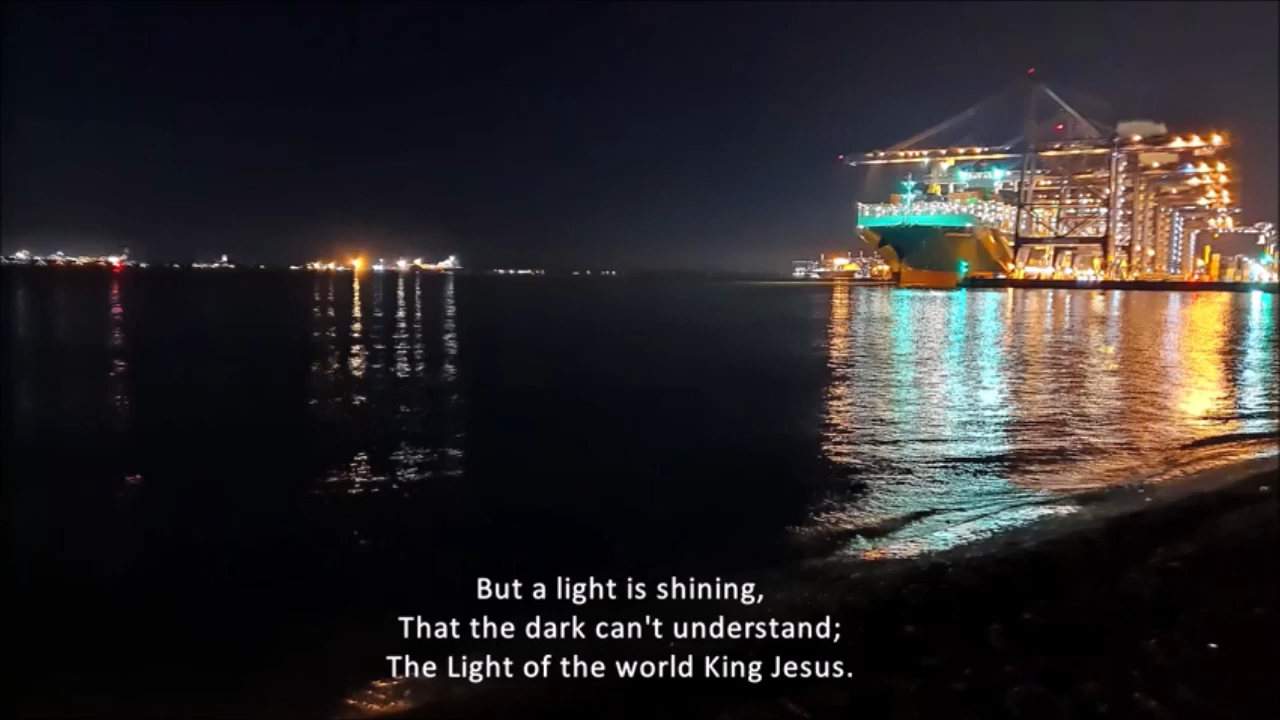 But a light is shining,
That the dark can't understand;
The Light of the world King Jesus.